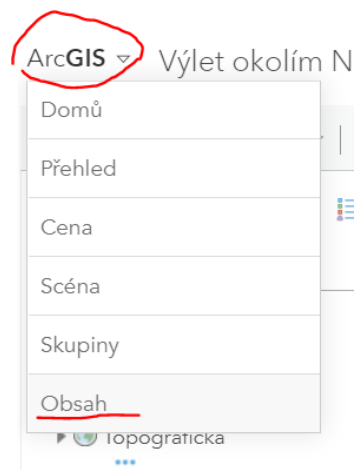 ArcGIS Výlet okolím N
Domů
Přehled
Cena
Scéna
Skupiny
Obsah
Topografická